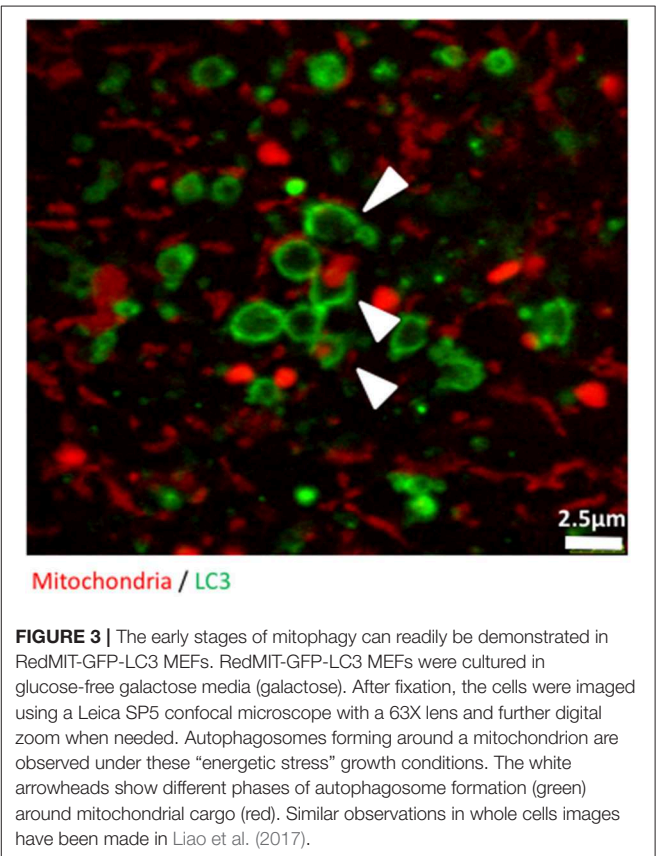 2.5μm
Mitochondria / LC3
FIGURE 3 | The early stages of mitophagy can readily be demonstrated in
RedMIT-GFP-LC3 MEFs. RedMIT-GFP-LC3 MEFs were cultured in
glucose-free galactose media (galactose). After fixation, the cells were imaged
using a Leica SP5 confocal microscope with a 63X lens and further digital
zoom when needed. Autophagosomes forming around a mitochondrion are
observed under these “energetic stress” growth conditions. The white
arrowheads show different phases of autophagosome formation (green)
around mitochondrial cargo (red). Similar observations in whole cells images
have been made in Liao et al. (2017).